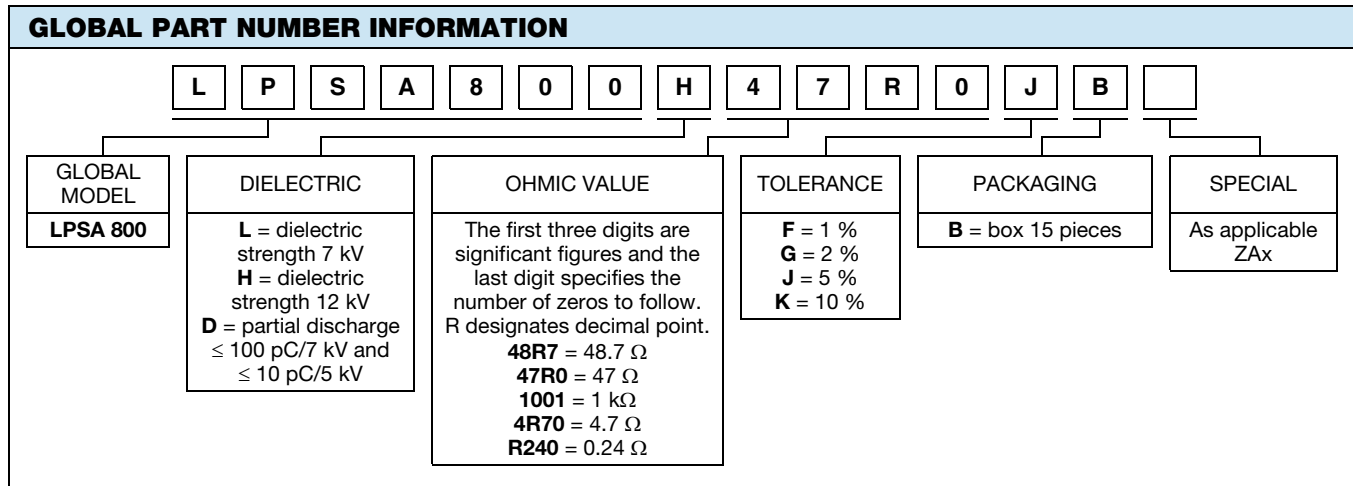 GLOBAL PART NUMBER INFORMATION
L P S A 8 0 0 H 4 7 R 0 J B
GLOBAL
MODEL
LPSA 800
DIELECTRIC
L = dielectric
strength 7 kV
H = dielectric
strength 12 kV
D = partial discharge
≤ 100 pC/7 kV and
≤ 10 pC/5 kV
OHMIC VALUE
The first three digits are
significant figures and the
last digit specifies the
number of zeros to follow.
R designates decimal point.
48R7 = 48.7 Ω
47R0 = 47 Ω
1001 = 1 kΩ
4R70 = 4.7 Ω
R240 = 0.24 Ω
TOLERANCE
F = 1 %
G = 2 %
J = 5 %
K = 10 %
PACKAGING
B = box 15 pieces
SPECIAL
As applicable
ZAx